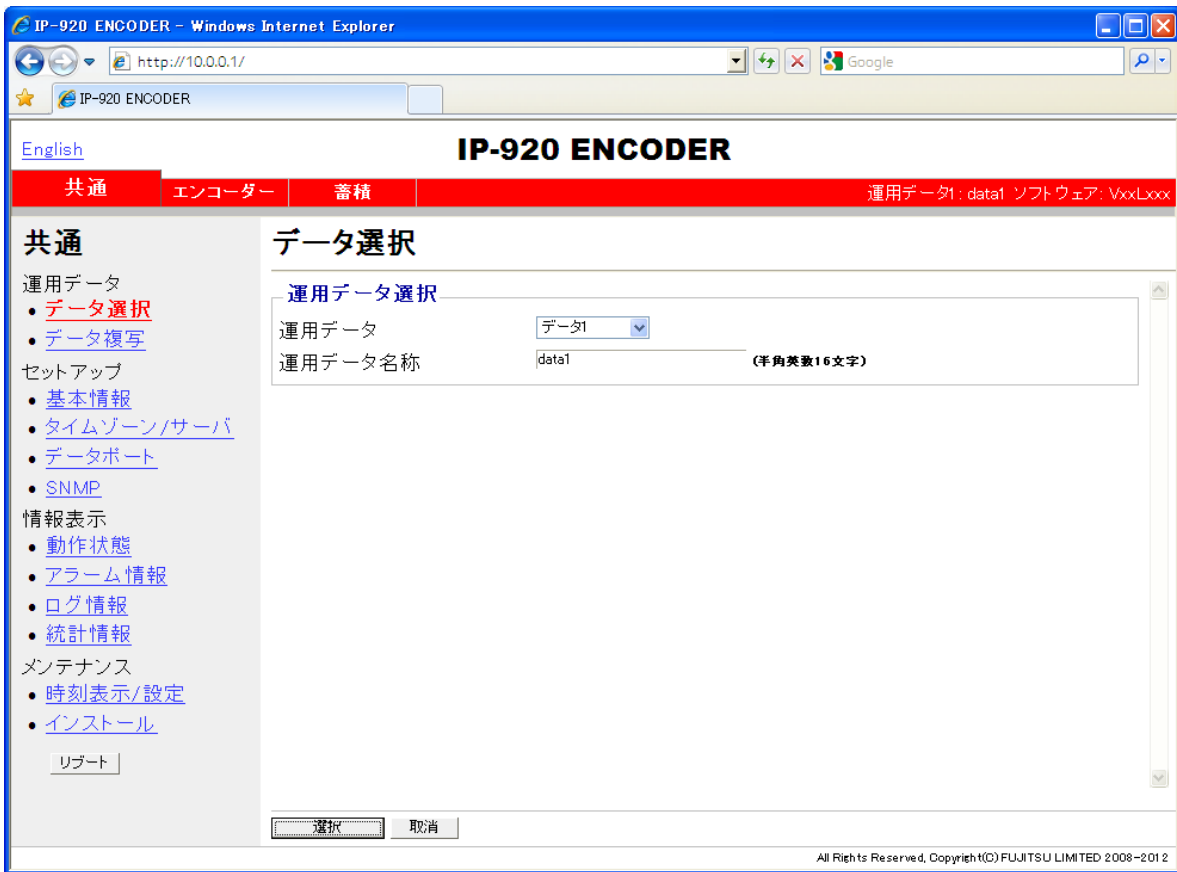 IP-920 ENCODER - Windows Internet Explorer
http://10.0.0.1/
Google
IP-920 ENCODER
English
IP-920 ENCODER
共通 エンコーダー 蓄積 運用データ1: data1 ソフトウェア: VxxLxxx
共通
運用データ
データ選択
データ複写
セットアップ
基本情報
タイムゾーン/サーバ
データポート
SNMP
情報表示
動作状態
アラーム情報
ログ情報
統計情報
メンテナンス
時刻表示/設定
インストール
リブート
データ選択
運用データ選択
運用データ データ1
運用データ名称 data1 (半角英数16文字)
選択 取消
All Rights Reserved, Copyright(C) FUJITSU LIMITED 2008-2012